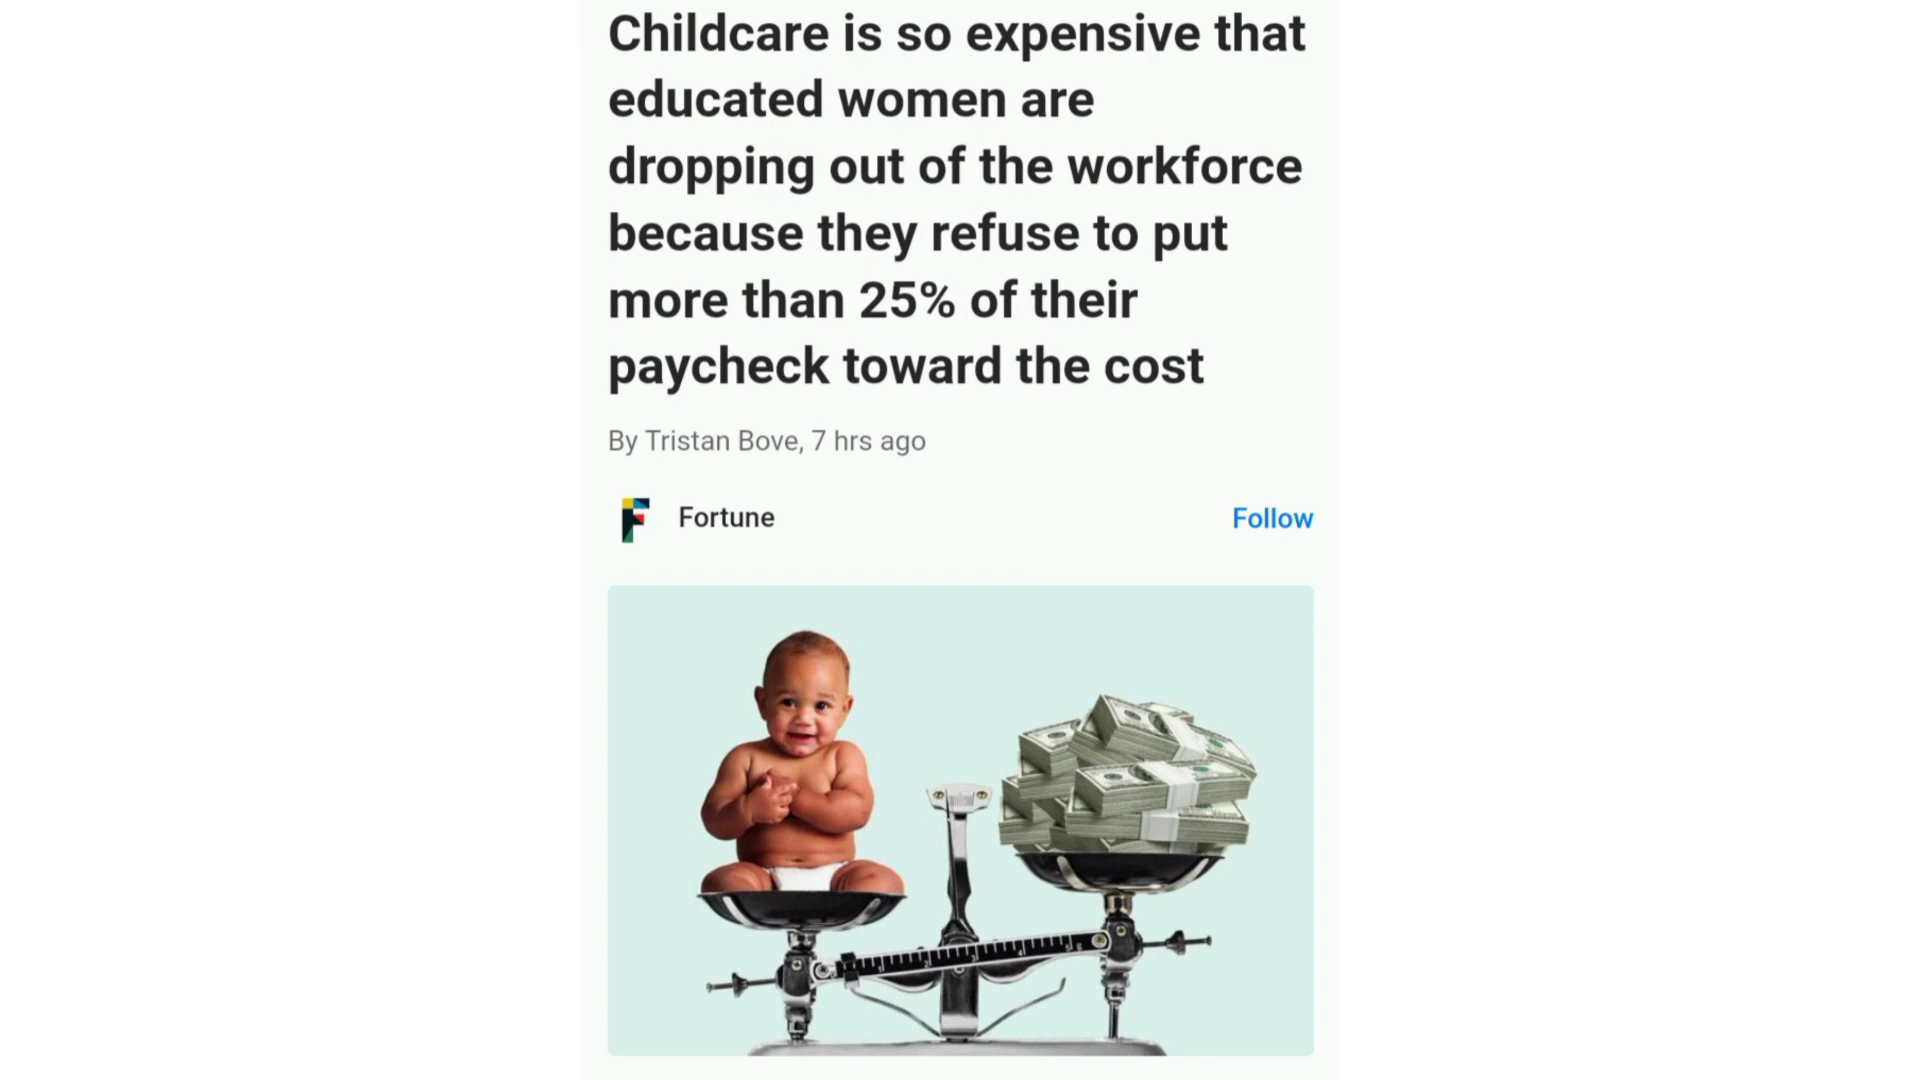 Childcare is so expensive that
educated women are
dropping out of the workforce
because they refuse to put
more than 25% of their
paycheck toward the cost
By Tristan Bove, 7 hrs ago
Fortune
Follow